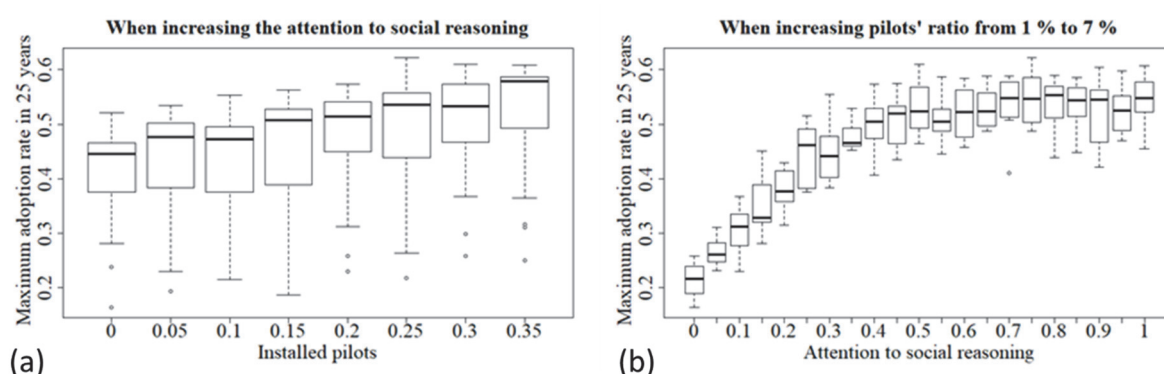 When increasing the attention to social reasoning
Maximum adoption rate in 25 years
0.6
0.5
0.4
0.3
0.2
0 0.05 0.1 0.15 0.2 0.25 0.3 0.35
Installed pilots
(a)
When increasing pilots' ratio from 1 % to 7 %
Maximum adoption rate in 25 years
0.6
0.5
0.4
0.3
0.2
0 0.1 0.2 0.3 0.4 0.5 0.6 0.7 0.8 0.9 1
Attention to social reasoning
(b)